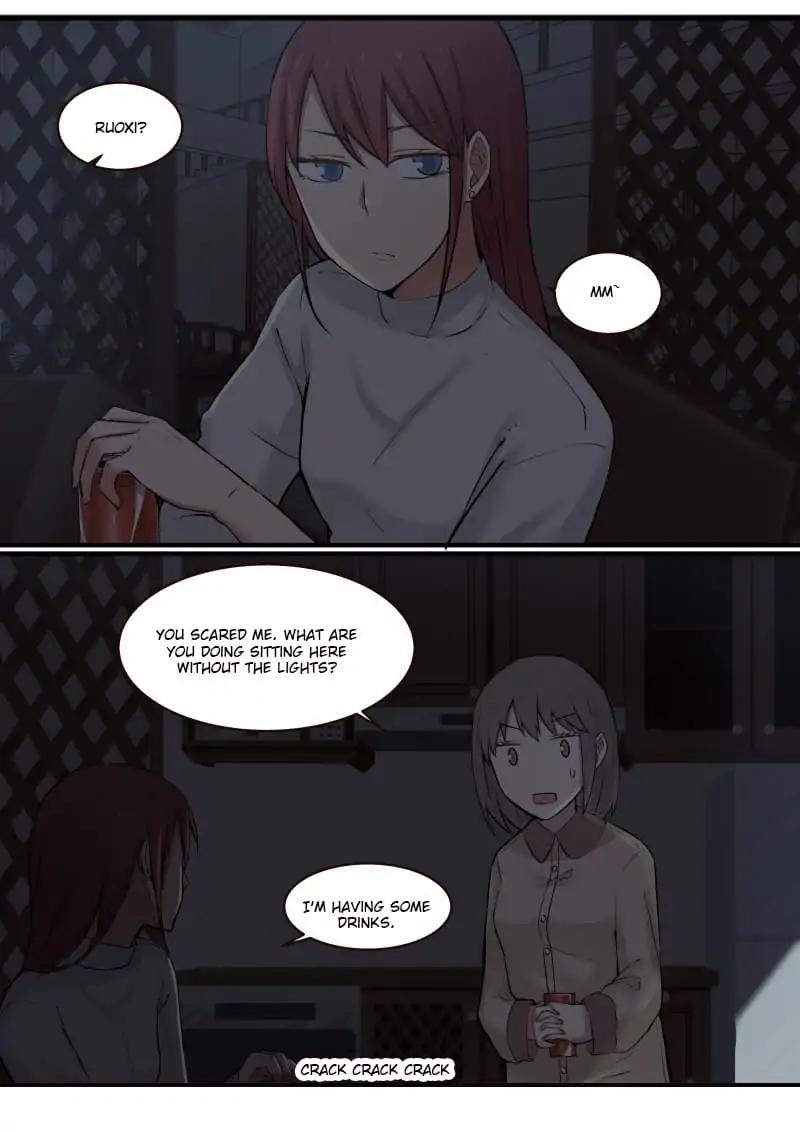 RUOXI?
MM~
YOU SCARED ME. WHAT ARE
YOU DOING SITTING HERE
WITHOUT THE LIGHTS?
I'M HAVING SOME
DRINKS.
CRACK CRACK CRACK